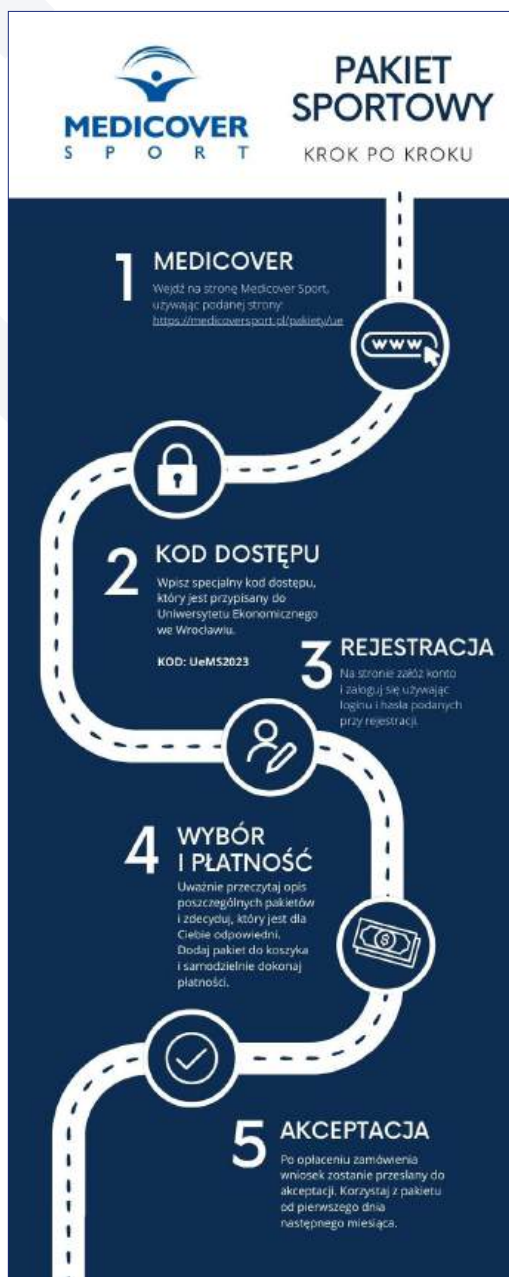 MEDICOVER
SPORT
PAKIET
SPORTOWY
KROK PO KROKU
1 MEDICOVER
Wejdź na stronę Medicover Sport,
używając podanej strony:
https://medicoversport.pl/pakiety/ue
www
2 KOD DOSTĘPU
Wpisz specjalny kod dostępu,
który jest przypisany do
Uniwersytetu Ekonomicznego
we Wrocławiu.
KOD: UeMS2023
3 REJESTRACJA
Na stronie załóż konto
i zaloguj się używając
loginu i hasła podanych
przy rejestracji.
4 WYBÓR
I PŁATNOŚĆ
Uważnie przeczytaj opis
poszczególnych pakietów
i zdecyduj, który jest dla
Ciebie odpowiedni.
Dodaj pakiet do koszyka
i samodzielnie dokonaj
płatności.
$
5 AKCEPTACJA
Po opłaceniu zamówienia
wniosek zostanie przesłany do
akceptacji. Korzystaj z pakietu
od pierwszego dnia
następnego miesiąca.